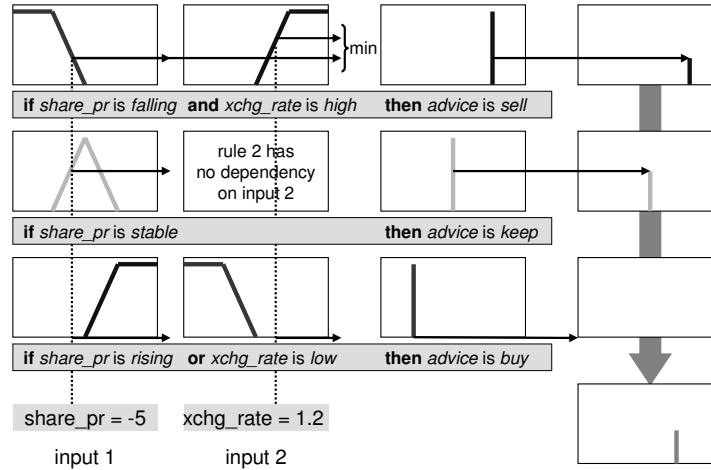 min
if share_pr is falling and xchg_rate is high then advice is sell
rule 2 has
no dependency
on input 2
if share_pr is stable then advice is keep
if share_pr is rising or xchg_rate is low then advice is buy
share_pr = -5 xchg_rate = 1.2
input 1 input 2